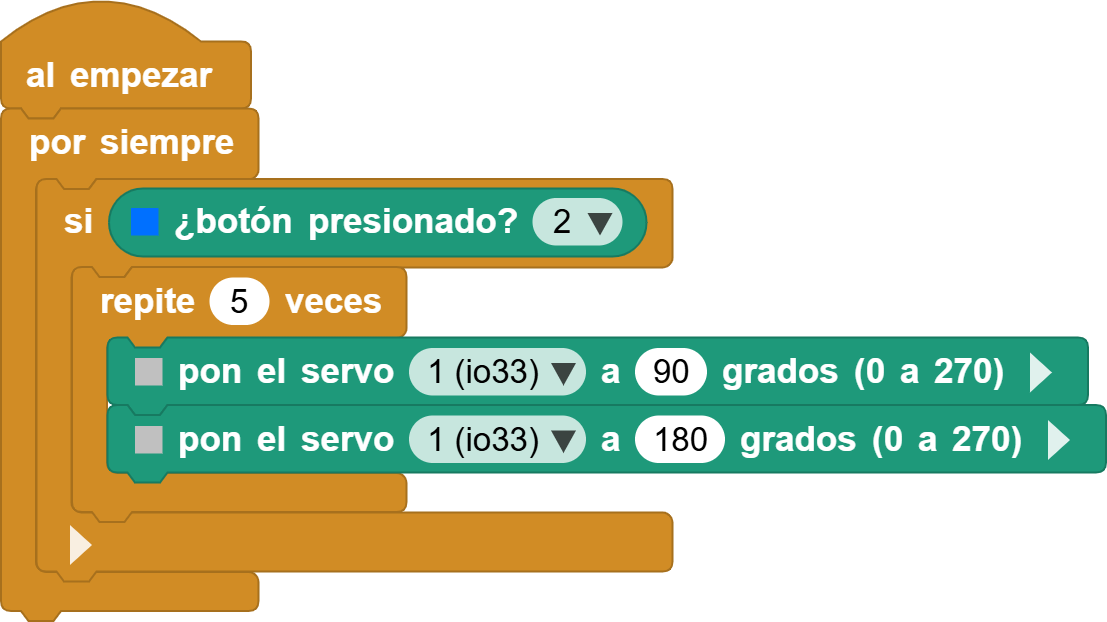 al empezar
por siempre
si ¿botón presionado? 2
repite 5 veces
pon el servo 1 (io33) a 90 grados (0 a 270)
pon el servo 1 (io33) a 180 grados (0 a 270)